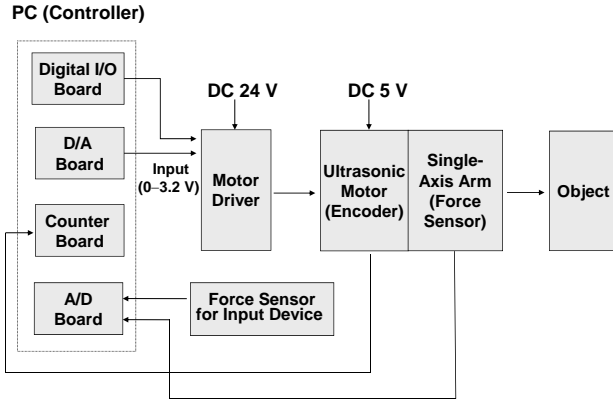 PC (Controller)
Digital I/O
Board
D/A
Board
Counter
Board
A/D
Board
Input
(0–3.2 V)
DC 24 V
Motor
Driver
DC 5 V
Ultrasonic
Motor
(Encoder)
Single-
Axis Arm
(Force
Sensor)
Object
Force Sensor
for Input Device